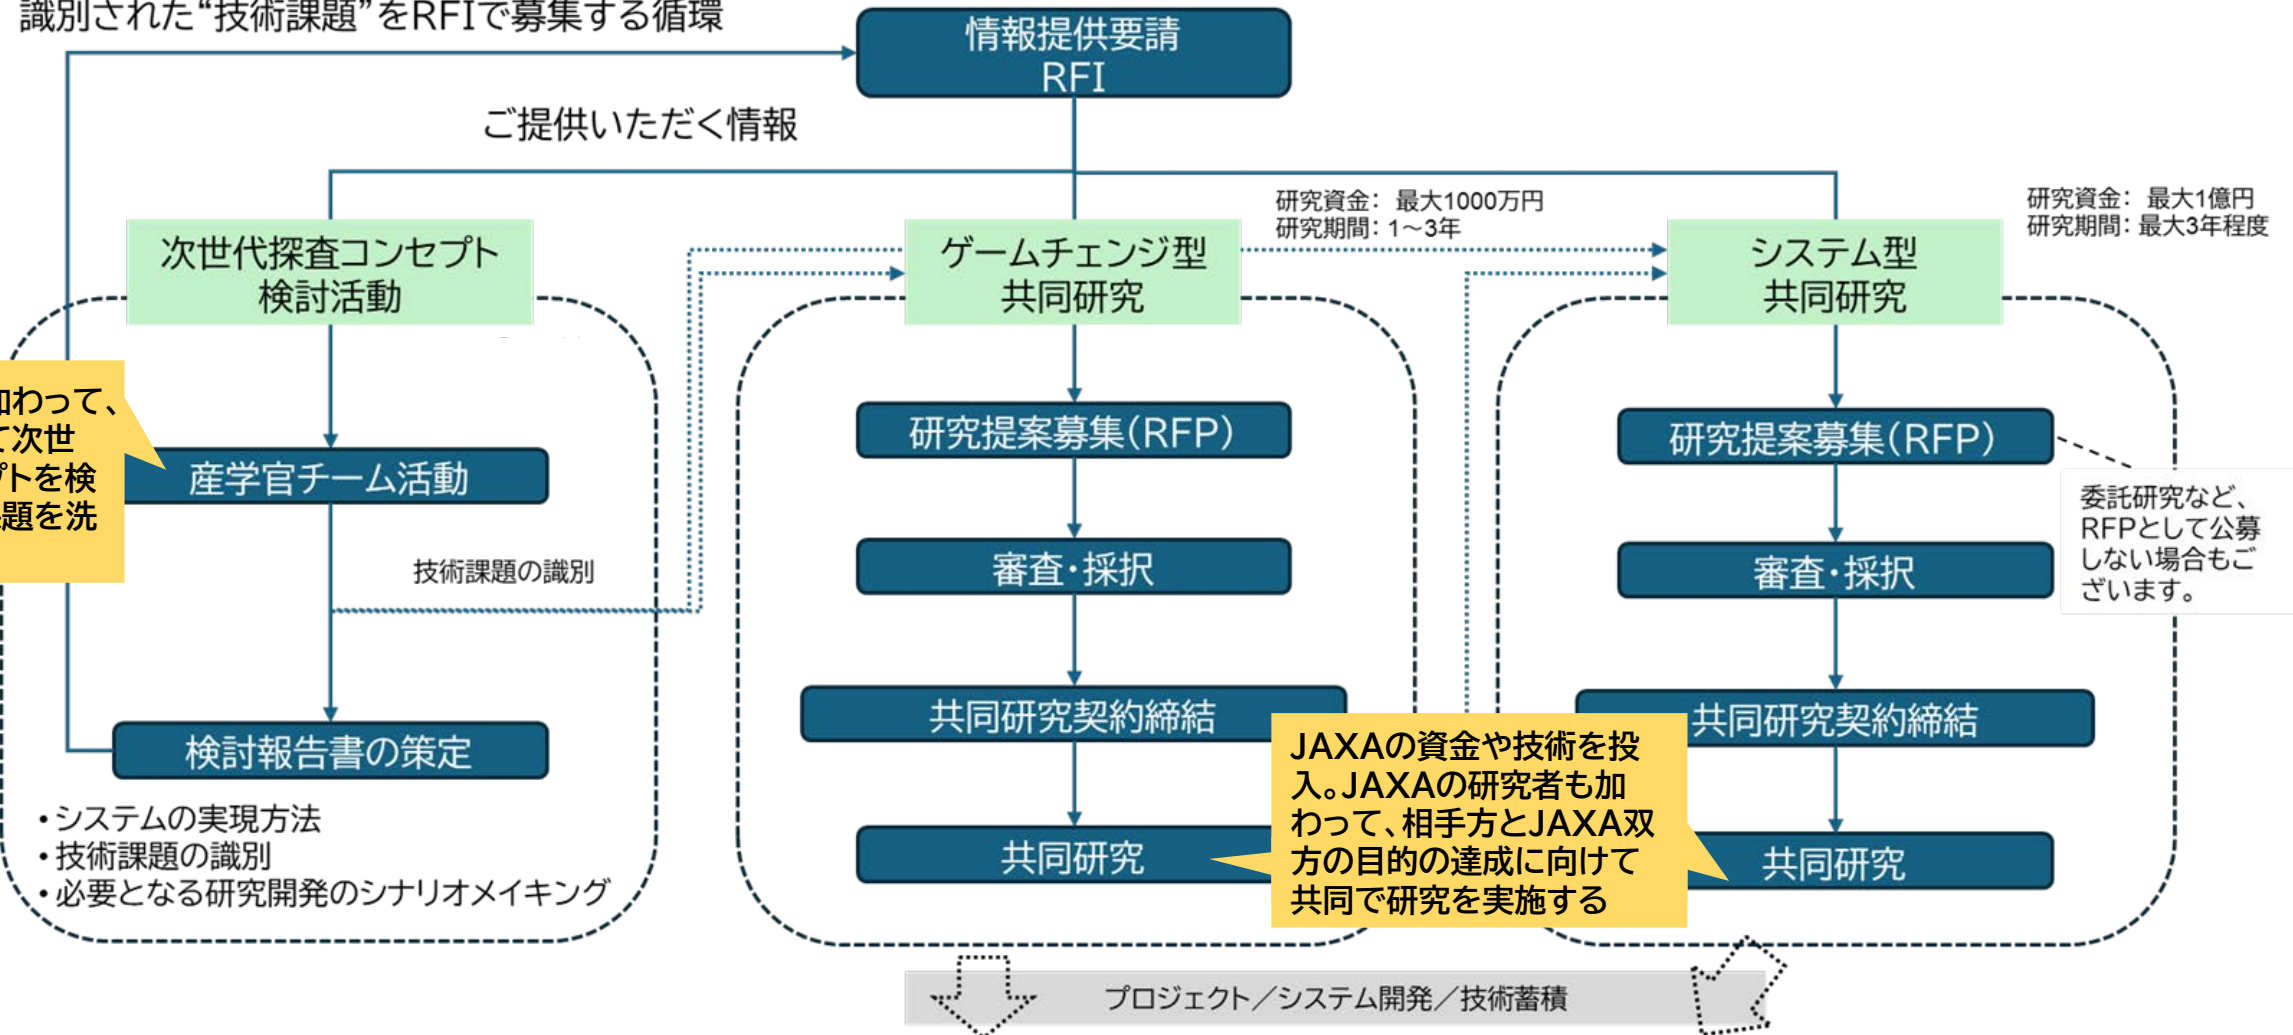 識別された“技術課題”をRFIで募集する循環
情報提供要請
RFI
ご提供いただく情報
次世代探査コンセプト
検討活動
加わって、
て次世
プトを検
題を洗
産学官チーム活動
技術課題の識別
検討報告書の策定
・システムの実現方法
・技術課題の識別
・必要となる研究開発のシナリオメイキング
研究資金： 最大1000万円
研究期間：1～3年
ゲームチェンジ型
共同研究
研究提案募集(RFP)
審査・採択
共同研究契約締結
共同研究
研究資金： 最大1億円
研究期間：最大3年程度
システム型
共同研究
研究提案募集(RFP)
委託研究など、
RFPとして公募
しない場合もご
ざいます。
審査・採択
共同研究契約締結
共同研究
JAXAの資金や技術を投
入。JAXAの研究者も加
わって、相手方とJAXA双
方の目的の達成に向けて
共同で研究を実施する
プロジェクト／システム開発／技術蓄積